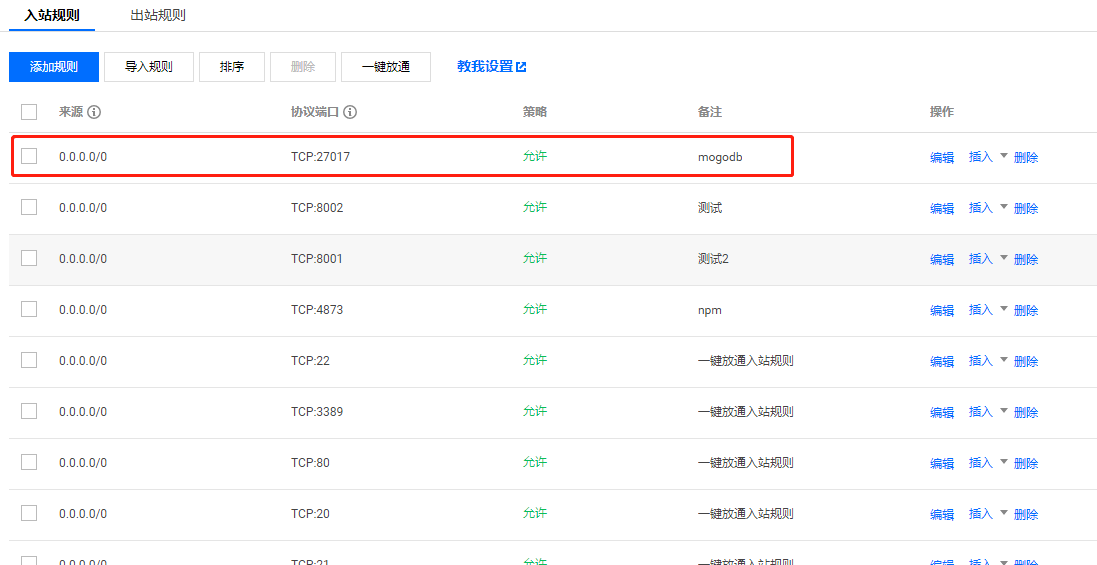 入站规则 出站规则
添加规则 导入规则 排序 删除 一键放通 教我设置
来源 协议端口 策略 备注 操作
0.0.0.0/0 TCP:27017 允许 mogodb 编辑 插入 删除
0.0.0.0/0 TCP:8002 允许 测试 编辑 插入 删除
0.0.0.0/0 TCP:8001 允许 测试2 编辑 插入 删除
0.0.0.0/0 TCP:4873 允许 npm 编辑 插入 删除
0.0.0.0/0 TCP:22 允许 一键放通入站规则 编辑 插入 删除
0.0.0.0/0 TCP:3389 允许 一键放通入站规则 编辑 插入 删除
0.0.0.0/0 TCP:80 允许 一键放通入站规则 编辑 插入 删除
0.0.0.0/0 TCP:20 允许 一键放通入站规则 编辑 插入 删除
0.0.0.0/0 TCP:21 允许 一键放通入站规则 编辑 插入 删除